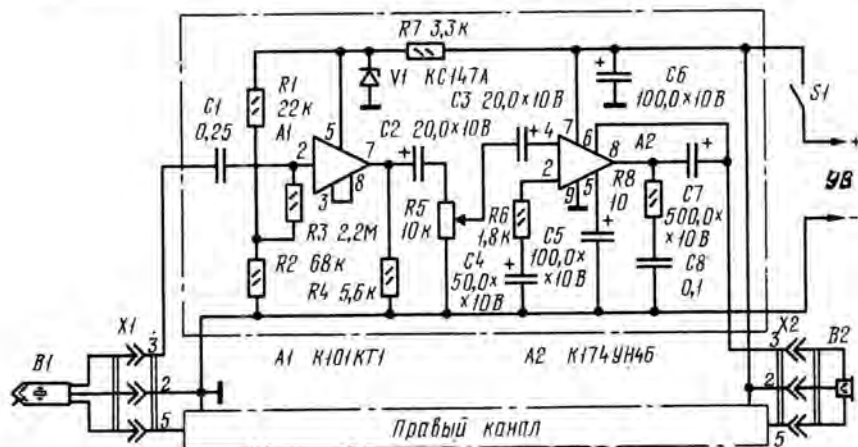 R7 3,3к
R1
22к
A1
V1 КС147А
C6
100,0×10В
S1
C1
0,25
C2 20,0×10В
C3 20,0×10В
A2
5
2
7
3
8
4
7
6
8
2
9
5
R3 2,2М
R5
10к
R6
1,8к
R8
10
C7
500,0×
×10В
УВ
+
−
R2 68к
R4 5,6к
C4
50,0×
×10В
C5
100,0×
×10В
C8
0,1
X1
B1
3
2
5
A1 К101КТ1
A2 К174УН4Б
X2
B2
3
2
5
Правый канал